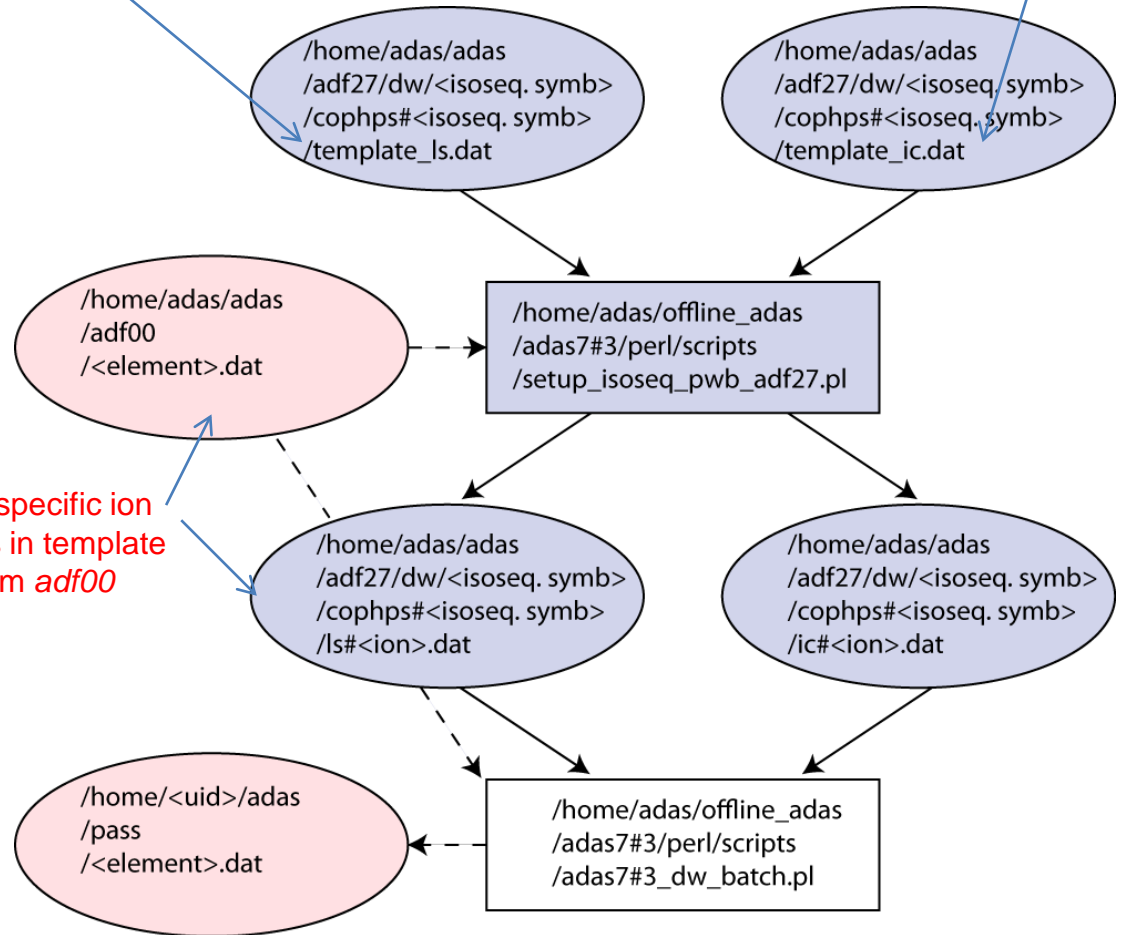 /home/adas/adas
/adf27/dw/<isoseq. symb>
/cophps#<isoseq. symb>
/template_ls.dat
/home/adas/adas
/adf27/dw/<isoseq. symb>
/cophps#<isoseq. symb>
/template_ic.dat
/home/adas/adas
/adf00
/<element>.dat
/home/adas/offline_adas
/adas7#3/perl/scripts
/setup_isoseq_pwb_adf27.pl
specific ion
in template
adf00
/home/adas/adas
/adf27/dw/<isoseq. symb>
/cophps#<isoseq. symb>
/ls#<ion>.dat
/home/adas/adas
/adf27/dw/<isoseq. symb>
/cophps#<isoseq. symb>
/ic#<ion>.dat
/home/<uid>/adas
/pass
/<element>.dat
/home/adas/offline_adas
/adas7#3/perl/scripts
/adas7#3_dw_batch.pl